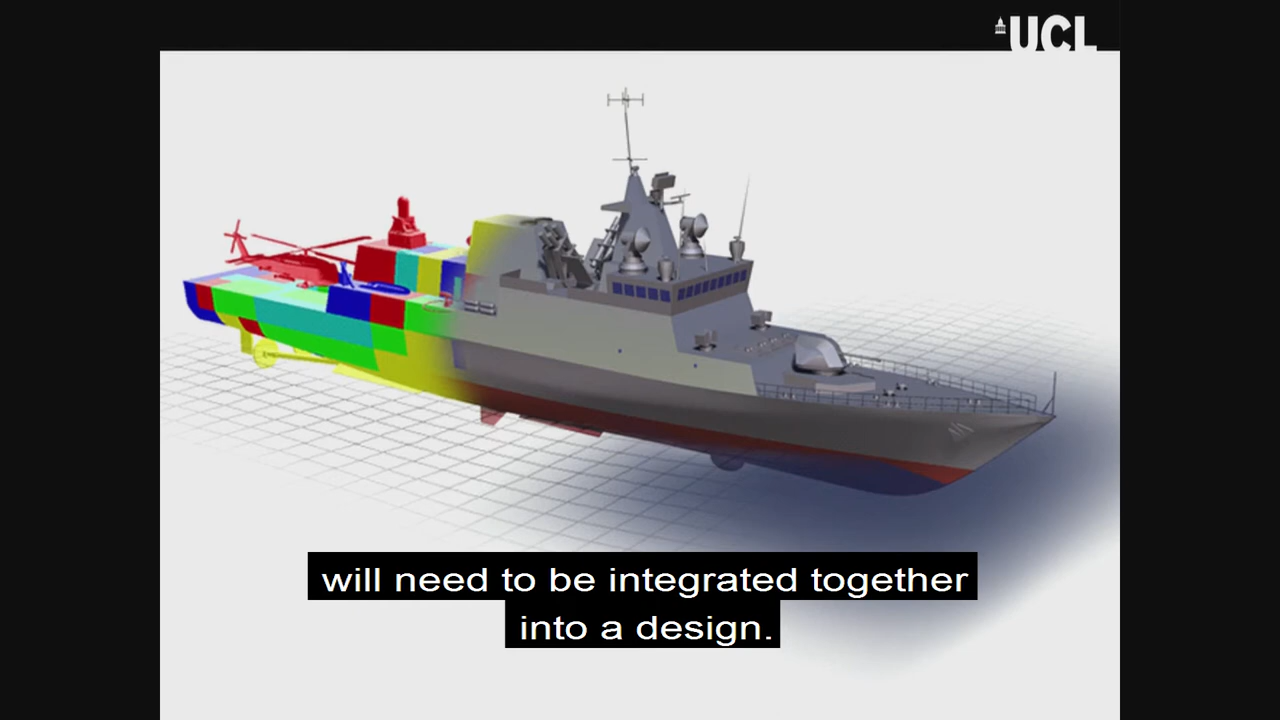 UCL
will need to be integrated together
into a design.